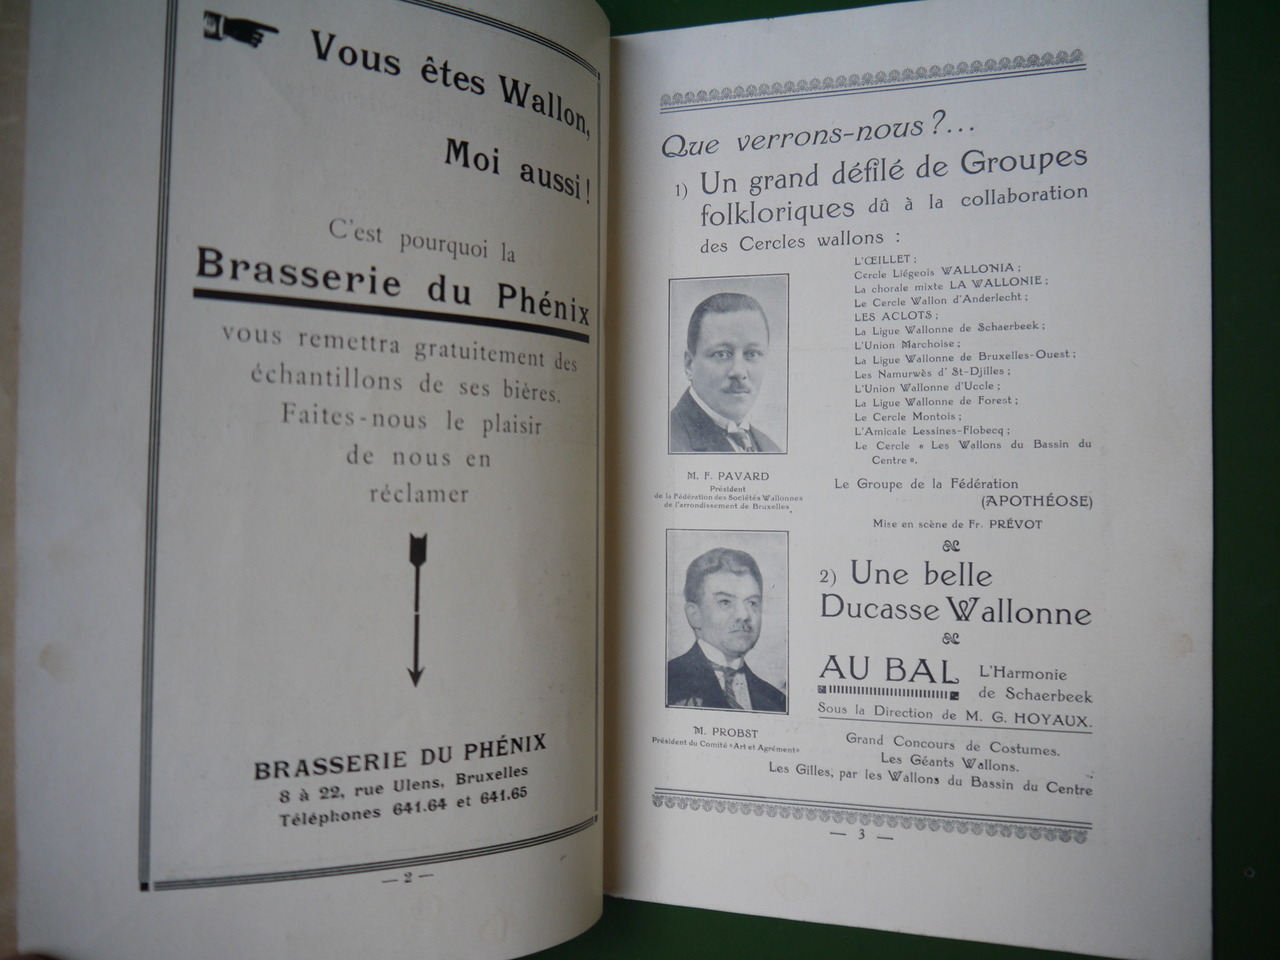 Vous êtes Wallon,
Moi aussi!
C'est pourquoi la
Brasserie du Phénix
vous remettra gratuitement des
échantillons de ses bières.
Faites-nous le plaisir
de nous en
réclamer
BRASSERIE DU PHÉNIX
8 à 22, rue Ulens, Bruxelles
Téléphones 641.64 et 641.65
— 2 —
Que verrons-nous?...
1) Un grand défilé de Groupes
folkloriques dû à la collaboration
des Cercles wallons :
L'ŒILLET;
Cercle Liégeois WALLONIA;
La chorale mixte LA WALLONIE;
Le Cercle Wallon d'Anderlecht;
LES ACLOTS;
La Ligue Wallonne de Schaerbeek;
L'Union Marchoise;
La Ligue Wallonne de Bruxelles-Ouest;
Les Namurwès d' St-Djilles;
L'Union Wallonne d'Uccle;
La Ligue Wallonne de Forest;
Le Cercle Montois;
L'Amicale Lessines-Flobecq;
Le Cercle « Les Wallons du Bassin du
Centre ».
M. F. PAVARD
Président
de la Fédération des Sociétés Wallonnes
de l'errondissement de Bruxelles.
Le Groupe de la Fédération
(APOTHÉOSE)
Mise en scène de Fr. PRÉVOT
2) Une belle
Ducasse Wallonne
AU BAL
L'Harmonie
de Schaerbeek
Sous la Direction de M. G. HOYAUX.
M. PROBST
Président du Comité «Art et Agrément»
Grand Concours de Costumes.
Les Géants Wallons.
Les Gilles, par les Wallons du Bassin du Centre
— 3 —